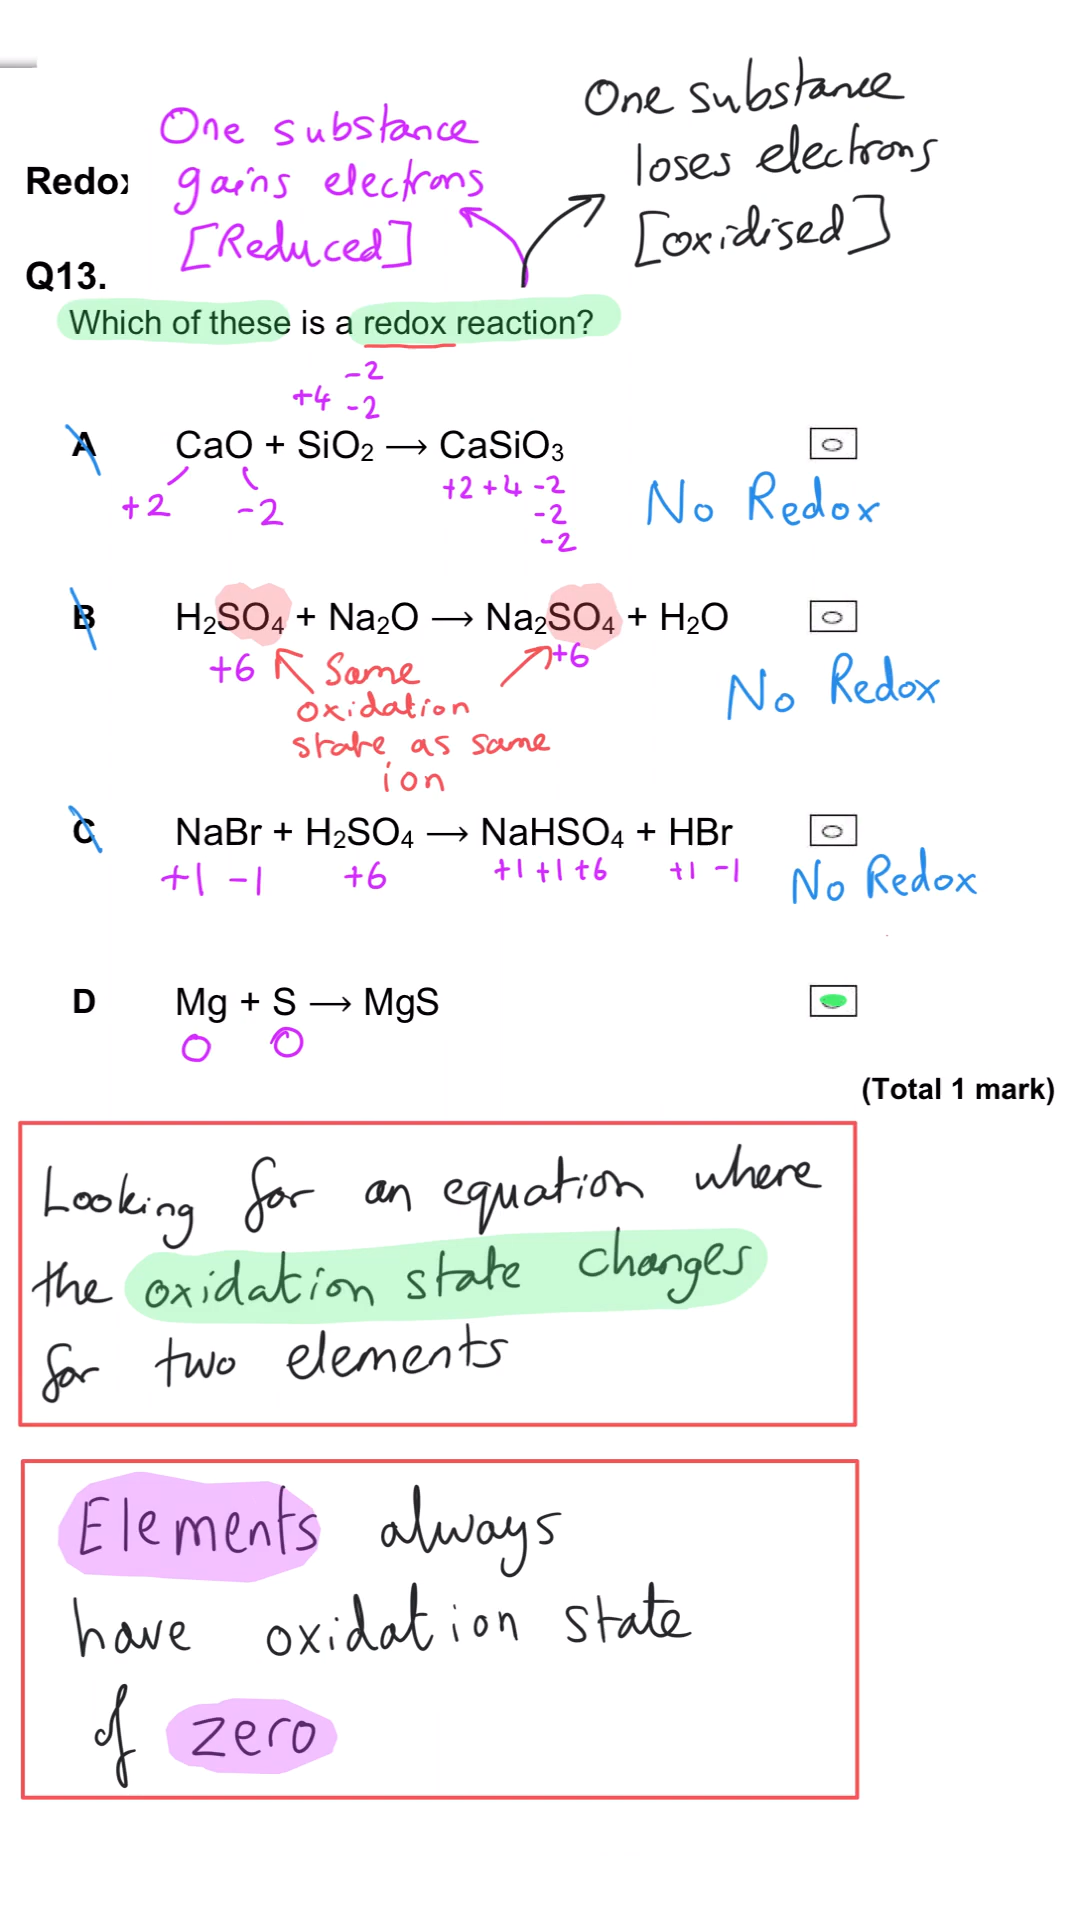 One substance
gains electrons
[Reduced]
One substance
loses electrons
[oxidised]
Redox
Q13.
Which of these is a redox reaction?
+4 -2
-2
A CaO + SiO₂ → CaSiO₃
+2 -2
+2 +4 -2
-2
-2
No Redox
B H₂SO₄ + Na₂O → Na₂SO₄ + H₂O
+6 +6
Same
oxidation
state as same
ion
No Redox
C NaBr + H₂SO₄ → NaHSO₄ + HBr
+1 -1 +6 +1 +1 +6 +1 -1
No Redox
D Mg + S → MgS
0 0
(Total 1 mark)
Looking for an equation where
the oxidation state changes
for two elements
Elements always
have oxidation state
of zero